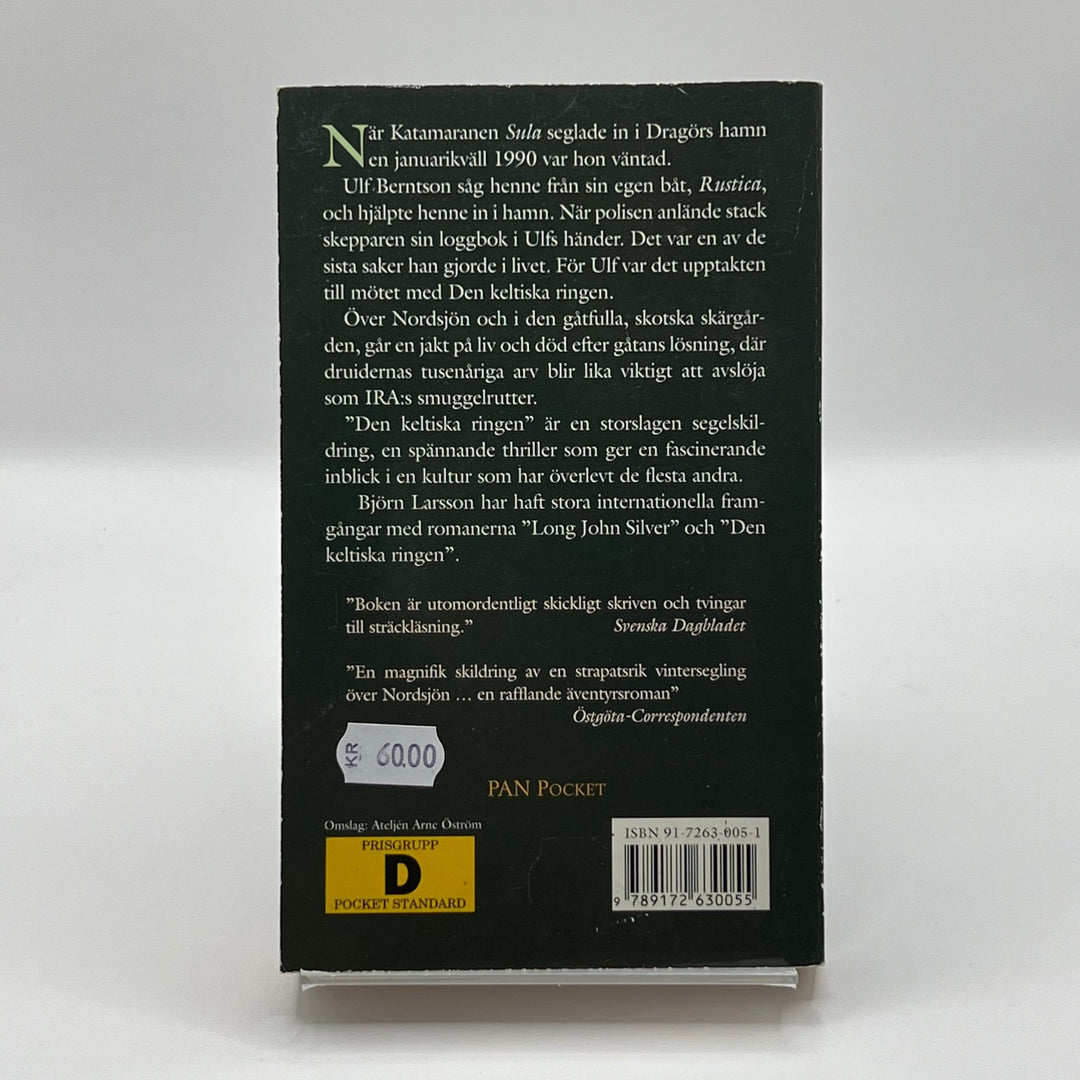 När Katamaranen Sula seglade in i Dragörs hamn
en januarikväll 1990 var hon väntad.
Ulf Berntson såg henne från sin egen båt, Rustica,
och hjälpte henne in i hamn. När polisen anlände stack
skepparen sin loggbok i Ulfs händer. Det var en av de
sista saker han gjorde i livet. För Ulf var det upptakten
till mötet med Den keltiska ringen.
Över Nordsjön och i den gåtfulla, skotska skärgår-
den, går en jakt på liv och död efter gåtans lösning, där
druidernas tusenåriga arv blir lika viktigt att avslöja
som IRA:s smuggelrutter.
”Den keltiska ringen” är en storslagen segelskil-
dring, en spännande thriller som ger en fascinerande
inblick i en kultur som har överlevt de flesta andra.
Björn Larsson har haft stora internationella fram-
gångar med romanerna ”Long John Silver” och ”Den
keltiska ringen”.
”Boken är utomordentligt skickligt skriven och tvingar
till sträckläsning.” Svenska Dagbladet
”En magnifik skildring av en strapatsrik vintersegling
över Nordsjön ... en rafflande äventyrsroman”
Östgöta-Correspondenten
KR 60.00
PAN POCKET
Omslag: Ateljén Arne Öström
PRISGRUPP
D
POCKET STANDARD
ISBN 91-7263-005-1
9 789172 630055